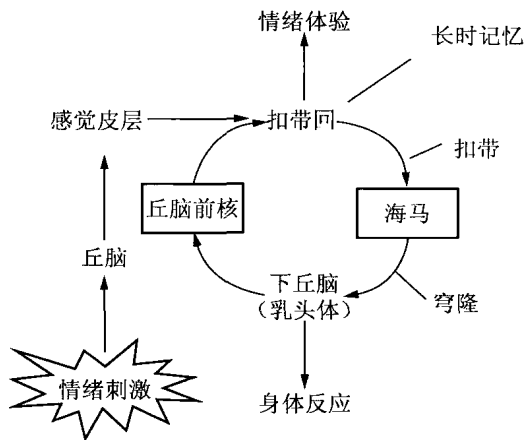 情绪体验
长时记忆
感觉皮层
扣带回
扣带
丘脑前核
海马
丘脑
下丘脑
（乳头体）
穹隆
情绪刺激
身体反应